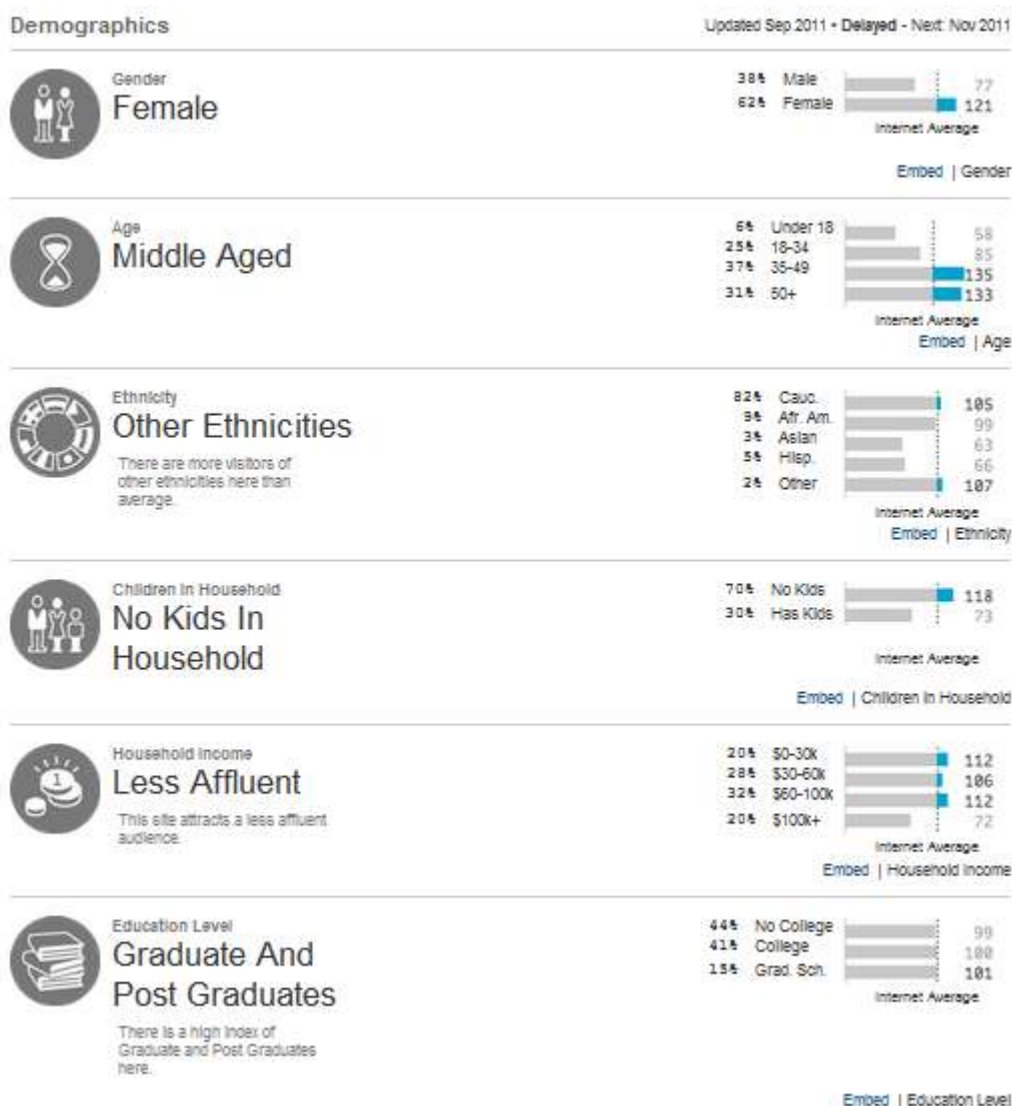 Demographics
Updated Sep 2011 • Delayed - Next: Nov 2011
Gender
Female
38% Male 77
62% Female 121
Internet Average
Embed | Gender
Age
Middle Aged
6% Under 18 58
25% 18-34 85
37% 35-49 135
31% 50+ 133
Internet Average
Embed | Age
Ethnicity
Other Ethnicities
There are more visitors of
other ethnicities here than
average.
82% Cauc. 105
9% Afr. Am. 99
3% Asian 63
5% Hisp. 66
2% Other 107
Internet Average
Embed | Ethnicity
Children in Household
No Kids In
Household
70% No Kids 118
30% Has Kids 73
Internet Average
Embed | Children in Household
Household Income
Less Affluent
This site attracts a less affluent
audience.
20% $0-30k 112
28% $30-60k 106
32% $60-100k 112
20% $100k+ 72
Internet Average
Embed | Household Income
1
Education Level
Graduate And
Post Graduates
There is a high index of
Graduate and Post Graduates
here.
44% No College 99
41% College 100
15% Grad. Sch. 101
Internet Average
Embed | Education Level